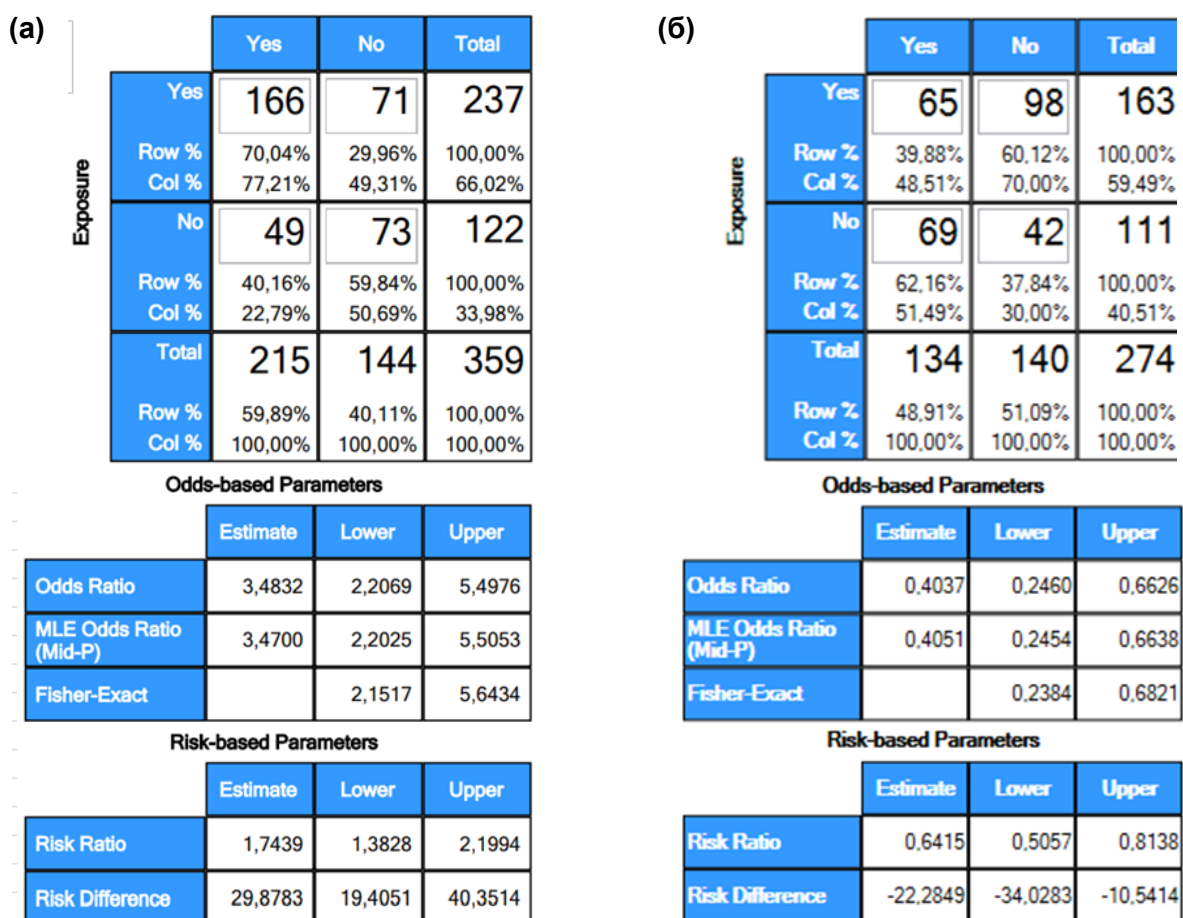 (а)
Yes No Total
Exposure
Yes 166 71 237
Row % 70,04% 29,96% 100,00%
Col % 77,21% 49,31% 66,02%
No 49 73 122
Row % 40,16% 59,84% 100,00%
Col % 22,79% 50,69% 33,98%
Total 215 144 359
Row % 59,89% 40,11% 100,00%
Col % 100,00% 100,00% 100,00%
Odds-based Parameters
Estimate Lower Upper
Odds Ratio 3,4832 2,2069 5,4976
MLE Odds Ratio
(Mid-P) 3,4700 2,2025 5,5053
Fisher-Exact 2,1517 5,6434
Risk-based Parameters
Estimate Lower Upper
Risk Ratio 1,7439 1,3828 2,1994
Risk Difference 29,8783 19,4051 40,3514
(б)
Yes No Total
Exposure
Yes 65 98 163
Row % 39,88% 60,12% 100,00%
Col % 48,51% 70,00% 59,49%
No 69 42 111
Row % 62,16% 37,84% 100,00%
Col % 51,49% 30,00% 40,51%
Total 134 140 274
Row % 48,91% 51,09% 100,00%
Col % 100,00% 100,00% 100,00%
Odds-based Parameters
Estimate Lower Upper
Odds Ratio 0,4037 0,2460 0,6626
MLE Odds Ratio
(Mid-P) 0,4051 0,2454 0,6638
Fisher-Exact 0,2384 0,6821
Risk-based Parameters
Estimate Lower Upper
Risk Ratio 0,6415 0,5057 0,8138
Risk Difference -22,2849 -34,0283 -10,5414